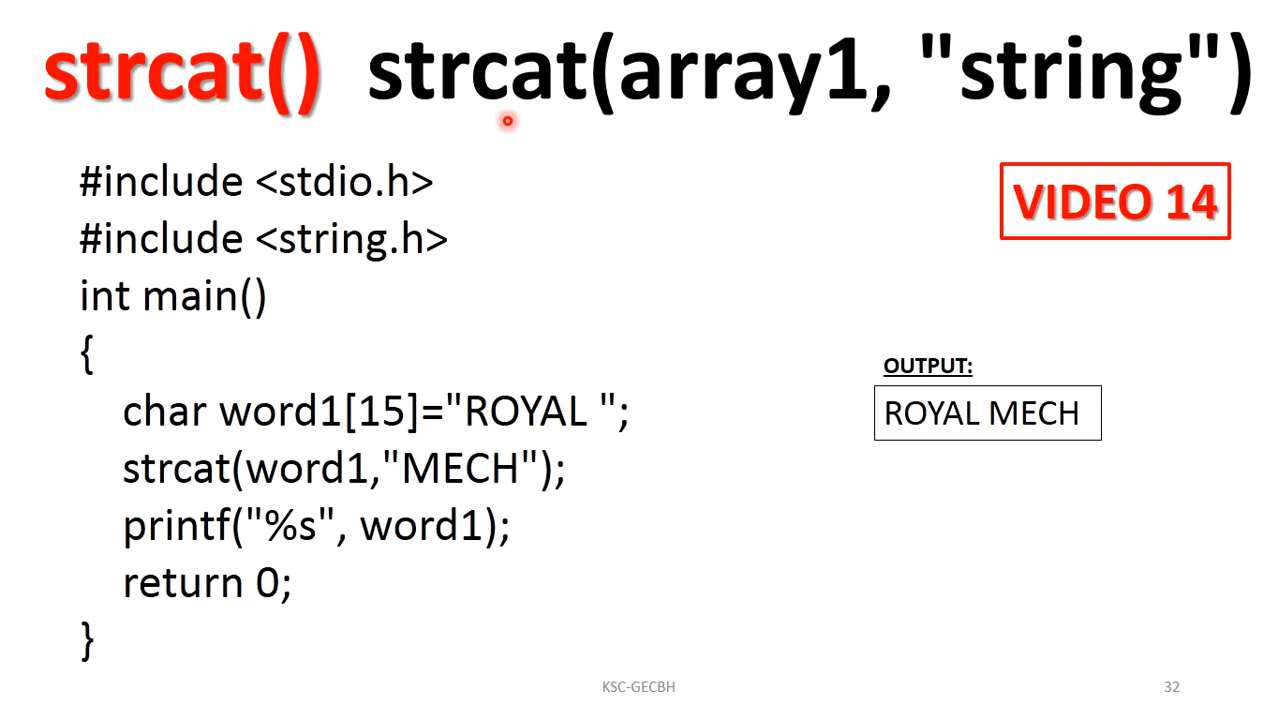 strcat() strcat(array1, "string")
VIDEO 14
#include <stdio.h>
#include <string.h>
int main()
{
char word1[15]="ROYAL ";
strcat(word1,"MECH");
printf("%s", word1);
return 0;
}
OUTPUT:
ROYAL MECH
KSC-GECBH
32